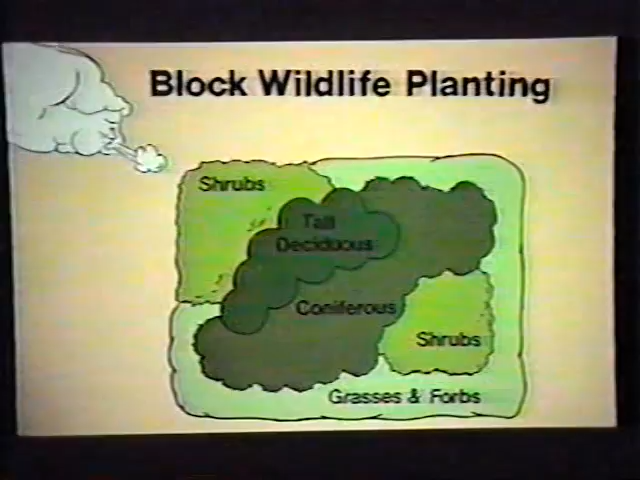 Block Wildlife Planting
Shrubs
Tall
Deciduous
Coniferous
Shrubs
Grasses & Forbs